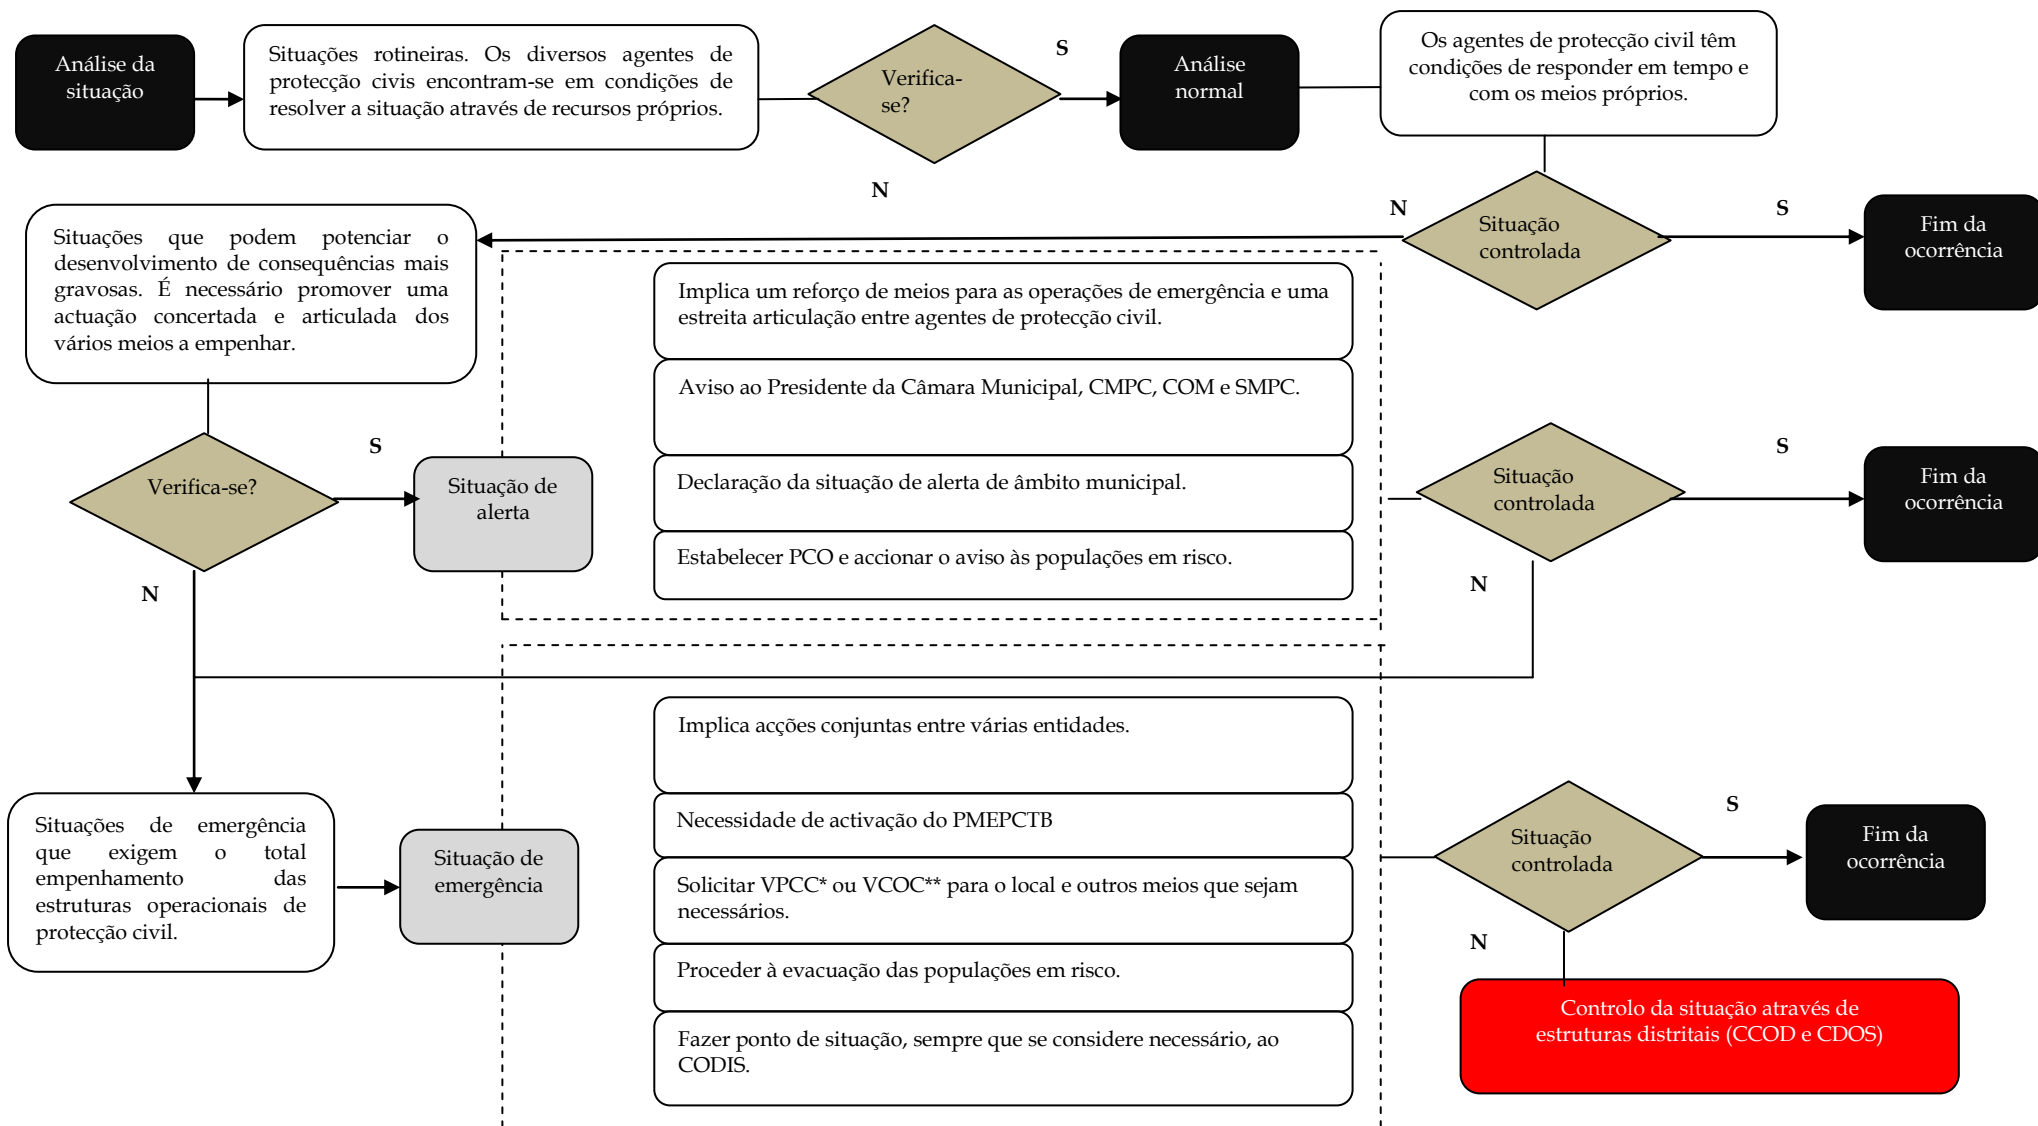 Análise da
situação
Situações rotineiras. Os diversos agentes de
protecção civis encontram-se em condições de
resolver a situação através de recursos próprios.
Verifica-
se?
S
N
Análise
normal
Os agentes de protecção civil têm
condições de responder em tempo e
com os meios próprios.
Situação
controlada
N
S
Fim da
ocorrência
Situações que podem potenciar o
desenvolvimento de consequências mais
gravosas. É necessário promover uma
actuação concertada e articulada dos
vários meios a empenhar.
Verifica-se?
S
N
Situação de
alerta
Implica um reforço de meios para as operações de emergência e uma
estreita articulação entre agentes de protecção civil.
Aviso ao Presidente da Câmara Municipal, CMPC, COM e SMPC.
Declaração da situação de alerta de âmbito municipal.
Estabelecer PCO e accionar o aviso às populações em risco.
Situação
controlada
S
N
Fim da
ocorrência
Situações de emergência
que exigem o total
empenhamento das
estruturas operacionais de
protecção civil.
Situação de
emergência
Implica acções conjuntas entre várias entidades.
Necessidade de activação do PMEPCTB
Solicitar VPCC* ou VCOC** para o local e outros meios que sejam
necessários.
Proceder à evacuação das populações em risco.
Fazer ponto de situação, sempre que se considere necessário, ao
CODIS.
Situação
controlada
S
N
Fim da
ocorrência
Controlo da situação através de
estruturas distritais (CCOD e CDOS)